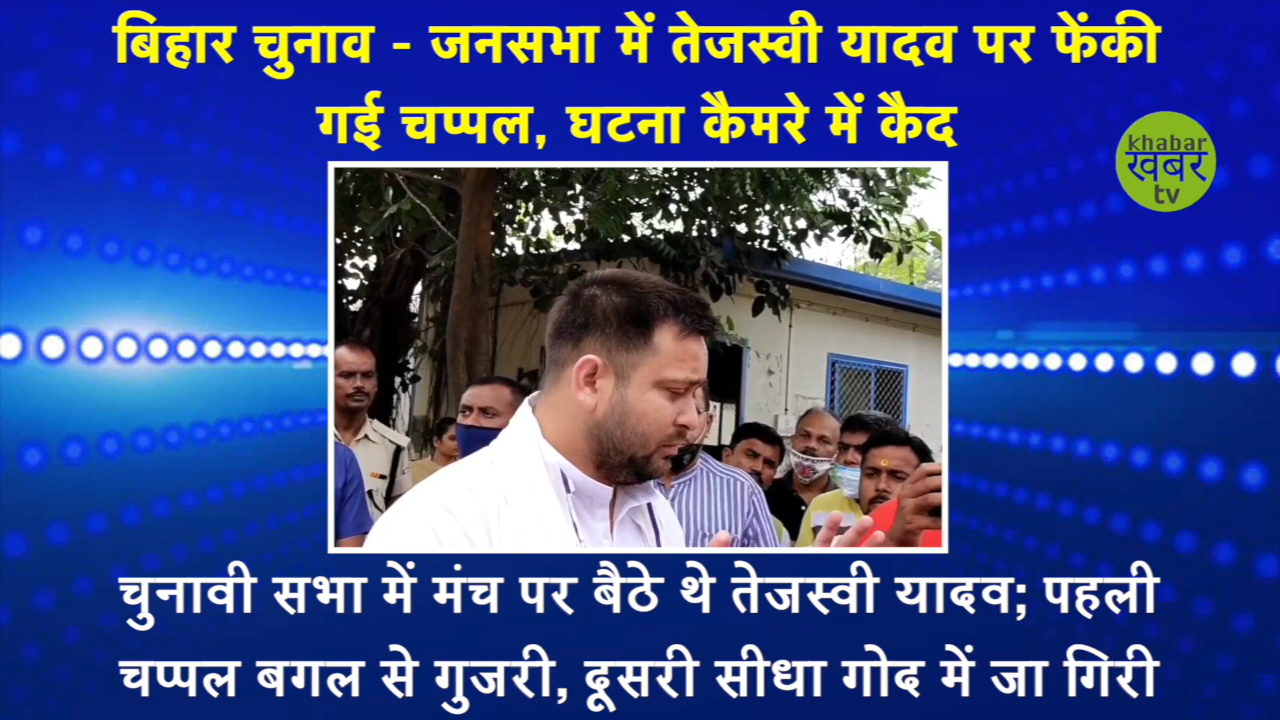 बिहार चुनाव - जनसभा में तेजस्वी यादव पर फेंकी
गई चप्पल, घटना कैमरे में कैद
khabar
खबर
tv
चुनावी सभा में मंच पर बैठे थे तेजस्वी यादव; पहली
चप्पल बगल से गुजरी, दूसरी सीधा गोद में जा गिरी